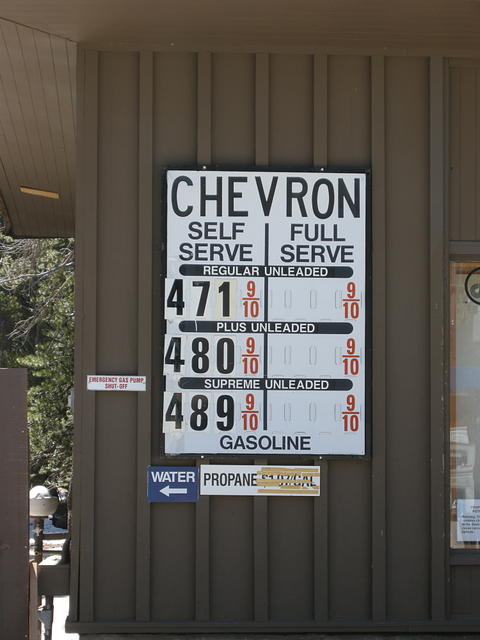 CHEVRON
SELF SERVE
FULL SERVE
REGULAR UNLEADED
471 9/10 9/10
PLUS UNLEADED
480 9/10 9/10
SUPREME UNLEADED
489 9/10 9/10
GASOLINE
EMERGENCY GAS PUMP
SHUT-OFF
WATER
PROPANE